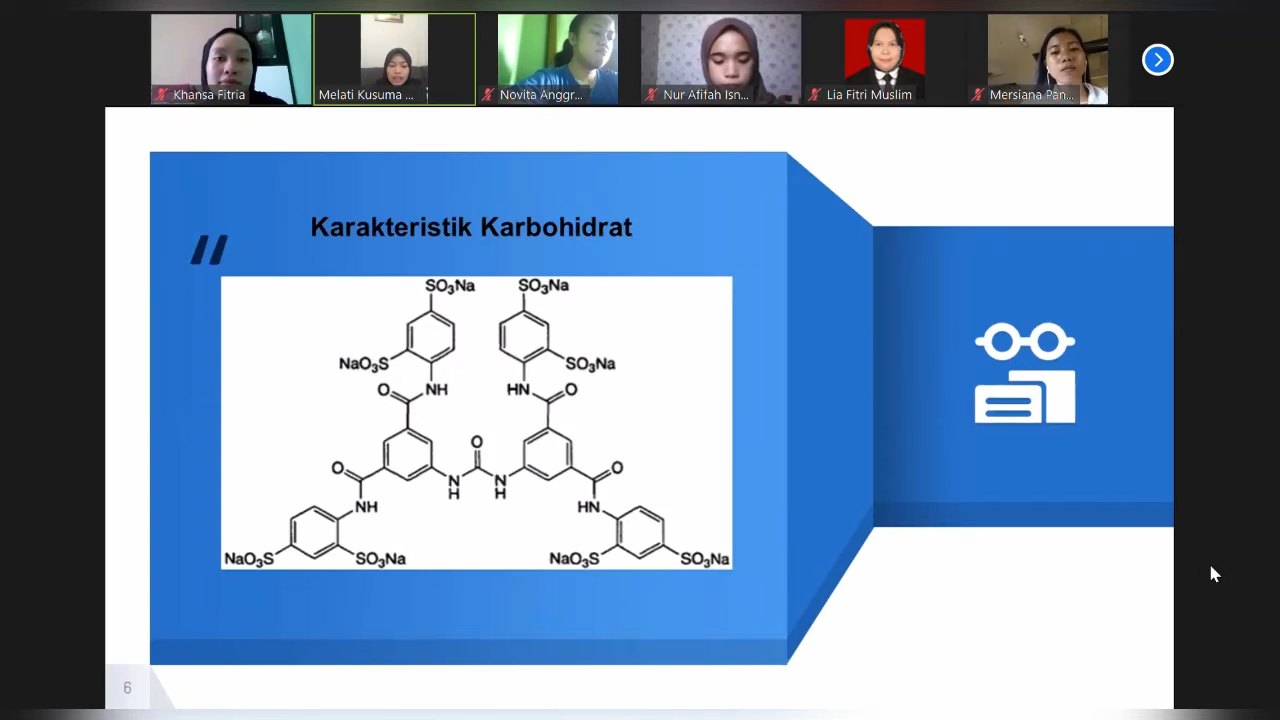 Khansa Fitria
Melati Kusuma ...
Novita Anggr...
Nur Afifah Isn...
Lia Fitri Muslim
Mersiana Pan...
"
Karakteristik Karbohidrat
SO₃Na SO₃Na
NaO₃S SO₃Na
O NH HN O
O O O
N N
H H
NH HN
NaO₃S SO₃Na NaO₃S SO₃Na
6